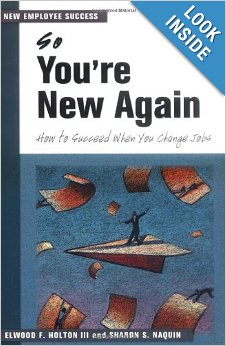 LOOK INSIDE!
NEW EMPLOYEE SUCCESS
So
You're
New Again
How to Succeed When You Change Jobs
ELWOOD F. HOLTON III and SHARON S. NAQUIN